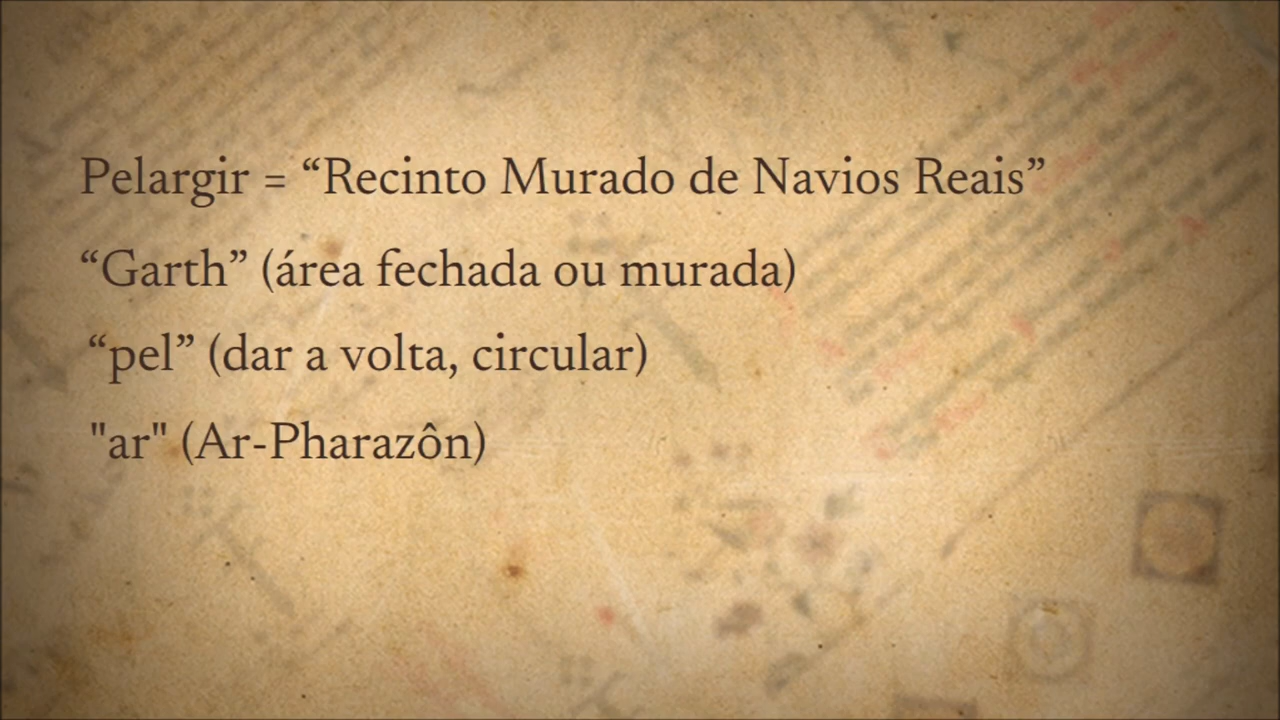 Pelargir = “Recinto Murado de Navios Reais”
“Garth” (área fechada ou murada)
“pel” (dar a volta, circular)
"ar" (Ar-Pharazôn)